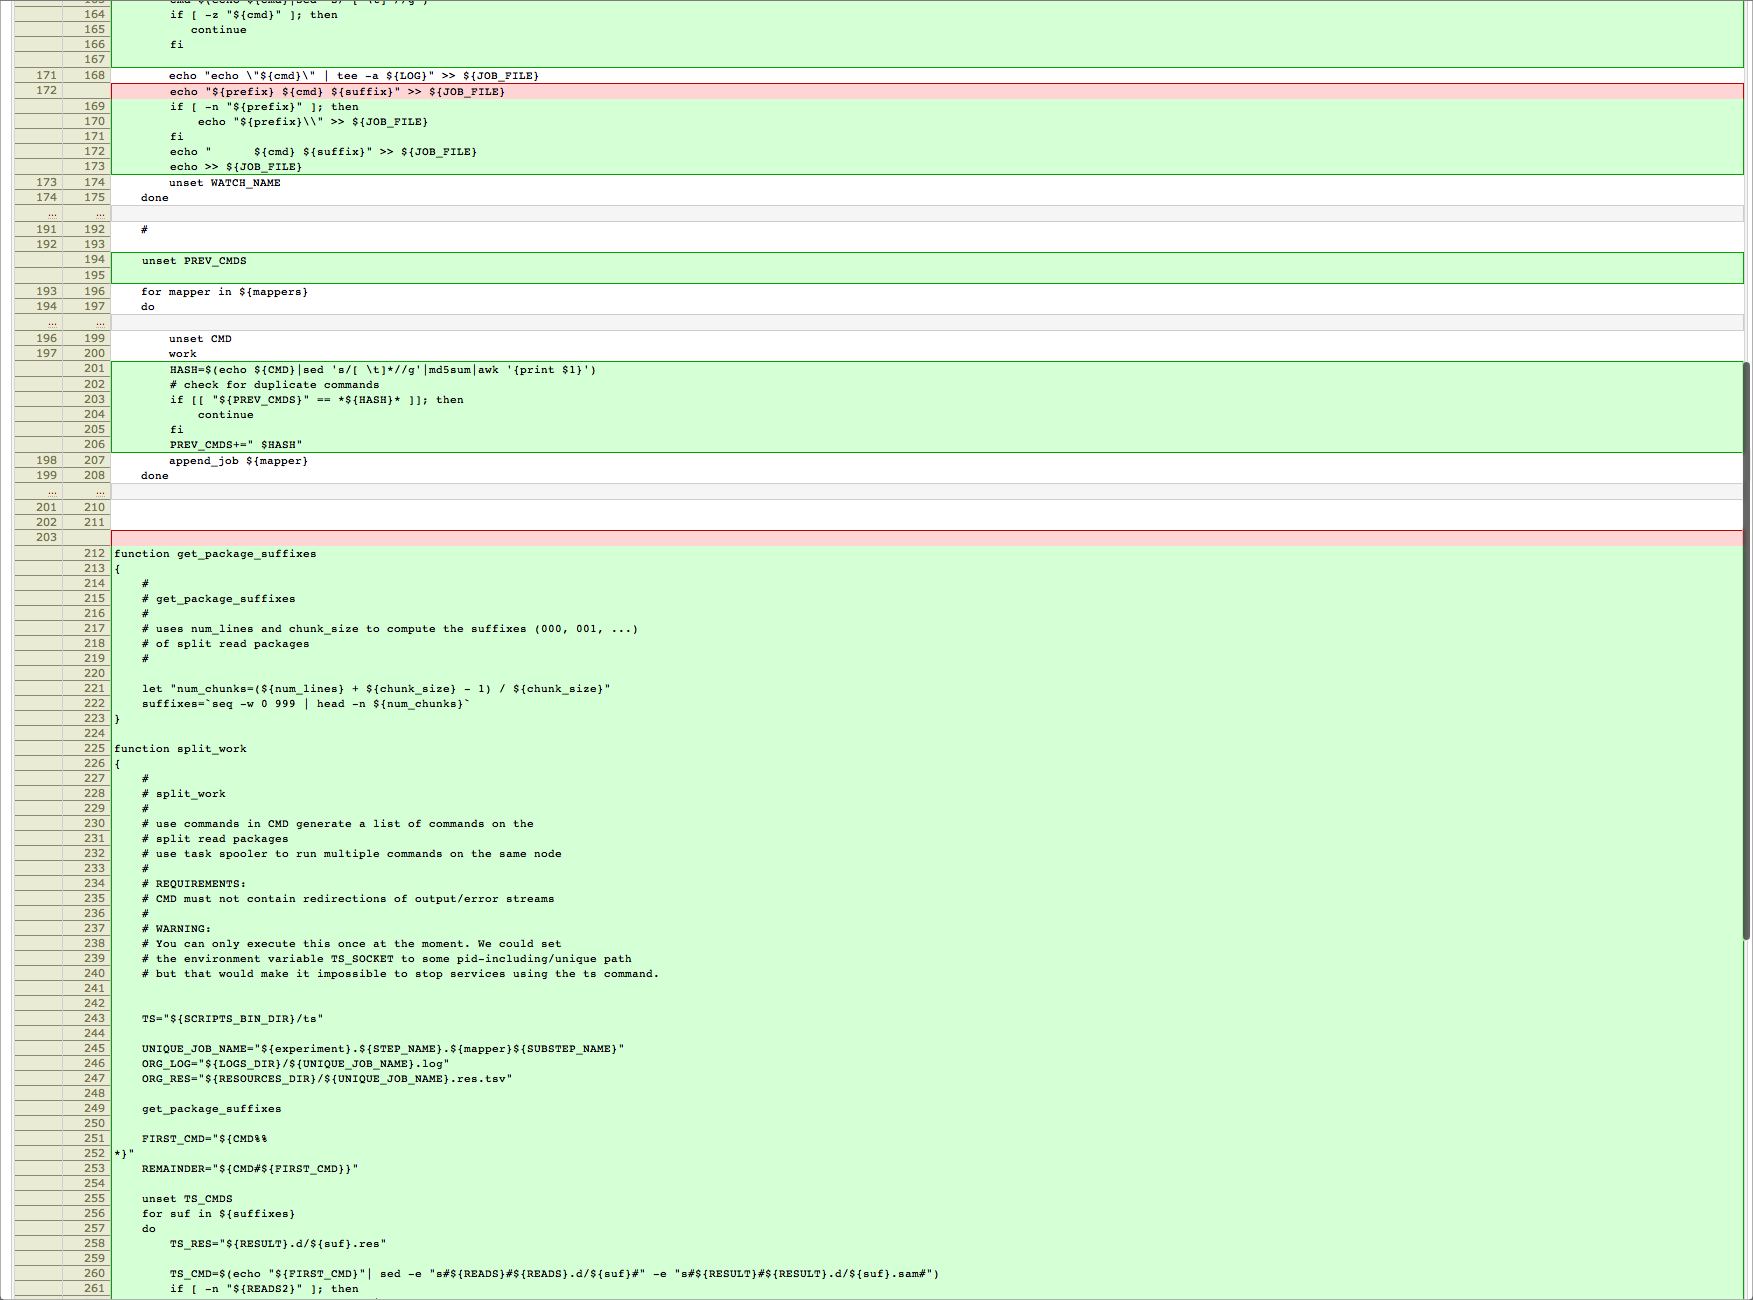 164 if [ -z "${cmd}" ]; then
165 continue
166 fi
167
171 168 echo "echo \"${cmd}\" | tee -a ${LOG}" >> ${JOB_FILE}
172 echo "${prefix} ${cmd} ${suffix}" >> ${JOB_FILE}
169 if [ -n "${prefix}" ]; then
170 echo "${prefix}\\" >> ${JOB_FILE}
171 fi
172 echo "      ${cmd} ${suffix}" >> ${JOB_FILE}
173 echo >> ${JOB_FILE}
173 174 unset WATCH_NAME
174 175 done
... ...
191 192 #
192 193
194 unset PREV_CMDS
195
193 196 for mapper in ${mappers}
194 197 do
... ...
196 199 unset CMD
197 200 work
201 HASH=$(echo ${CMD}|sed 's/[ \t]*//g'|md5sum|awk '{print $1}')
202 # check for duplicate commands
203 if [[ "${PREV_CMDS}" == *${HASH}* ]]; then
204 continue
205 fi
206 PREV_CMDS+=" $HASH"
198 207 append_job ${mapper}
199 208 done
... ...
201 210
202 211
203
212 function get_package_suffixes
213 {
214 #
215 # get_package_suffixes
216 #
217 # uses num_lines and chunk_size to compute the suffixes (000, 001, ...)
218 # of split read packages
219 #
220
221 let "num_chunks=(${num_lines} + ${chunk_size} - 1) / ${chunk_size}"
222 suffixes=`seq -w 0 999 | head -n ${num_chunks}`
223 }
224
225 function split_work
226 {
227 #
228 # split_work
229 #
230 # use commands in CMD generate a list of commands on the
231 # split read packages
232 # use task spooler to run multiple commands on the same node
233 #
234 # REQUIREMENTS:
235 # CMD must not contain redirections of output/error streams
236 #
237 # WARNING:
238 # You can only execute this once at the moment. We could set
239 # the environment variable TS_SOCKET to some pid-including/unique path
240 # but that would make it impossible to stop services using the ts command.
241
242
243 TS="${SCRIPTS_BIN_DIR}/ts"
244
245 UNIQUE_JOB_NAME="${experiment}.${STEP_NAME}.${mapper}${SUBSTEP_NAME}"
246 ORG_LOG="${LOGS_DIR}/${UNIQUE_JOB_NAME}.log"
247 ORG_RES="${RESOURCES_DIR}/${UNIQUE_JOB_NAME}.res.tsv"
248
249 get_package_suffixes
250
251 FIRST_CMD="${CMD%%
252 *}"
253 REMAINDER="${CMD#${FIRST_CMD}}"
254
255 unset TS_CMDS
256 for suf in ${suffixes}
257 do
258 TS_RES="${RESULT}.d/${suf}.res"
259
260 TS_CMD=$(echo "${FIRST_CMD}"| sed -e "s#${READS}#${READS}.d/${suf}#" -e "s#${RESULT}#${RESULT}.d/${suf}.sam#")
261 if [ -n "${READS2}" ]; then